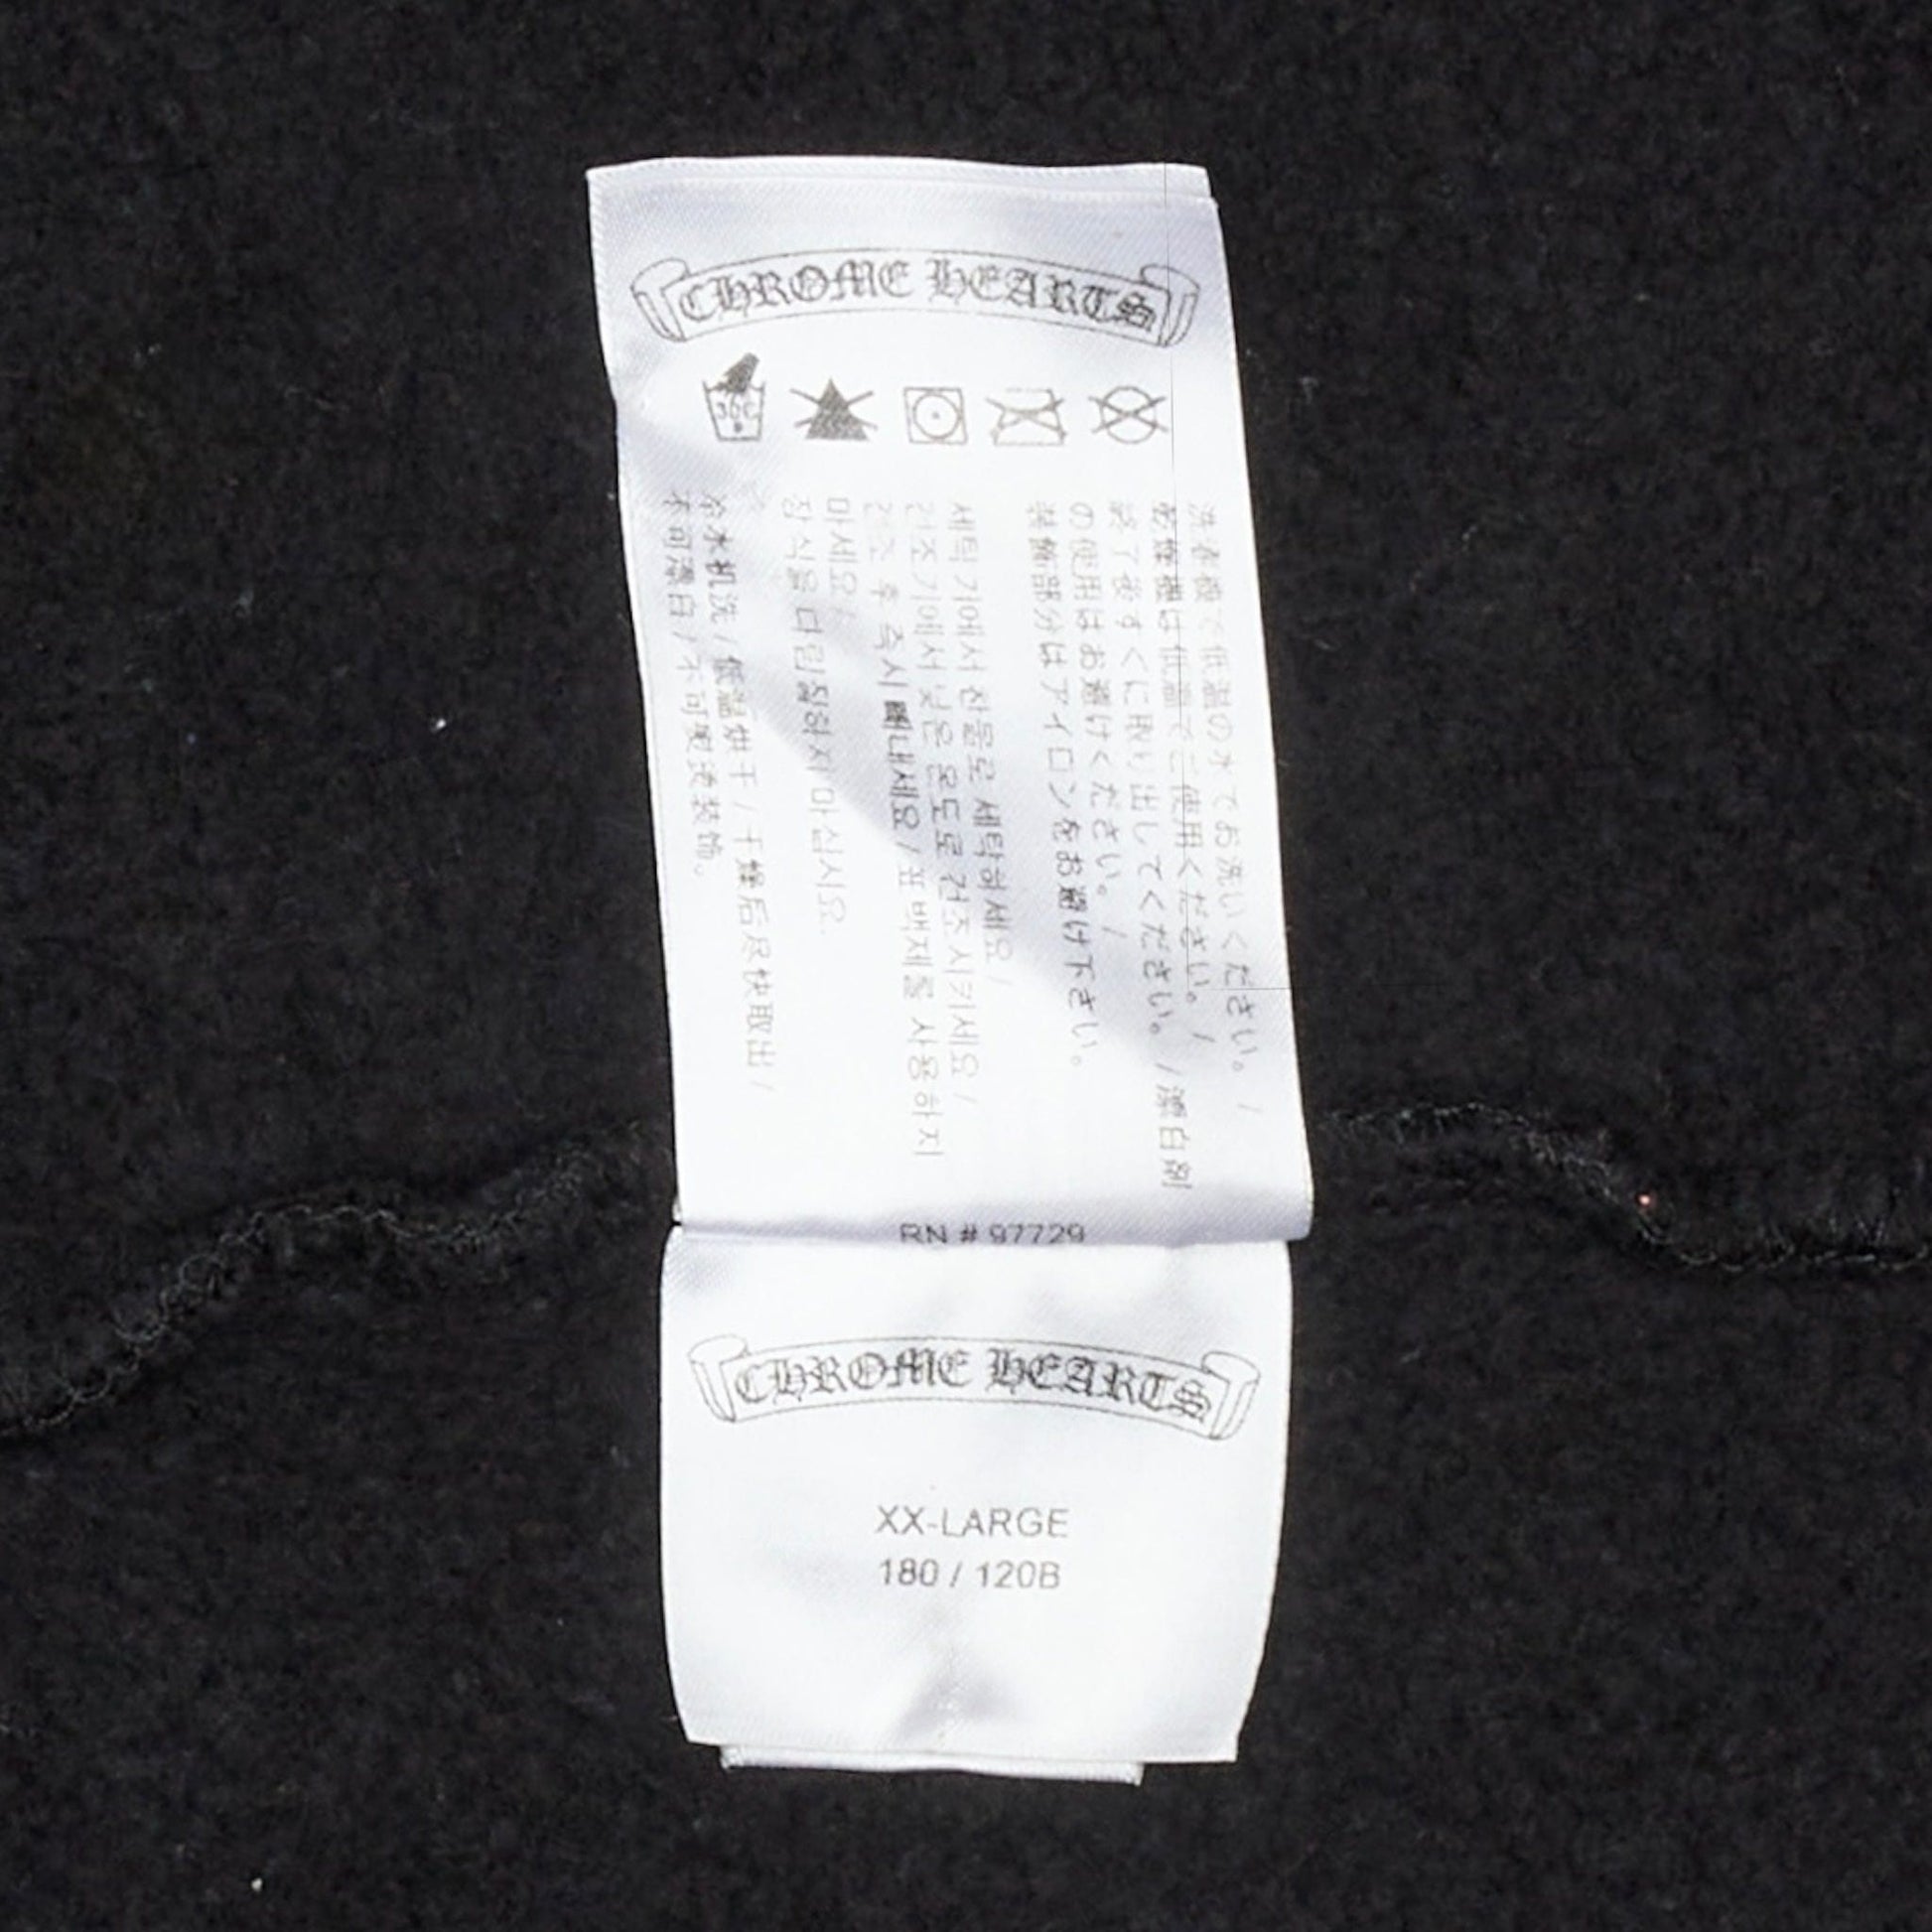 CHROME HEARTS
30C
洗濯機で低温の水でお洗いください。 /
乾燥機は低温でご使用ください。 /
終了後すぐに取り出してください。 / 漂白剤
の使用はお避けください。 /
装飾部分はアイロンをお避け下さい。
세탁기에서 찬물로 세탁하세요 /
건조기에서 낮은 온도로 건조시키세요 /
건조 후 즉시 빼내세요 / 표백제를 사용하지
마세요 /
장식을 다림질하지 마십시요.
冷水机洗 / 低温烘干 / 干燥后尽快取出 /
不可漂白 / 不可熨烫装饰。
RN # 97729
CHROME HEARTS
XX-LARGE
180 / 120B